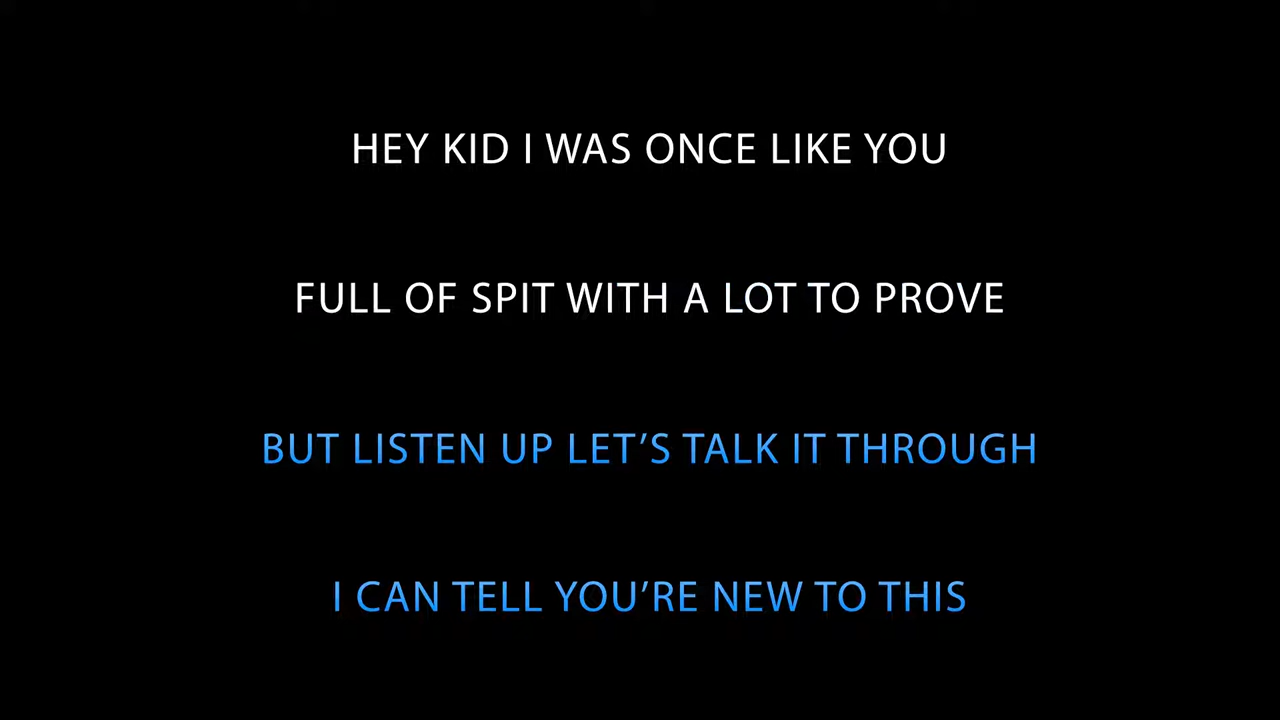 HEY KID I WAS ONCE LIKE YOU
FULL OF SPIT WITH A LOT TO PROVE
BUT LISTEN UP LET’S TALK IT THROUGH
I CAN TELL YOU’RE NEW TO THIS